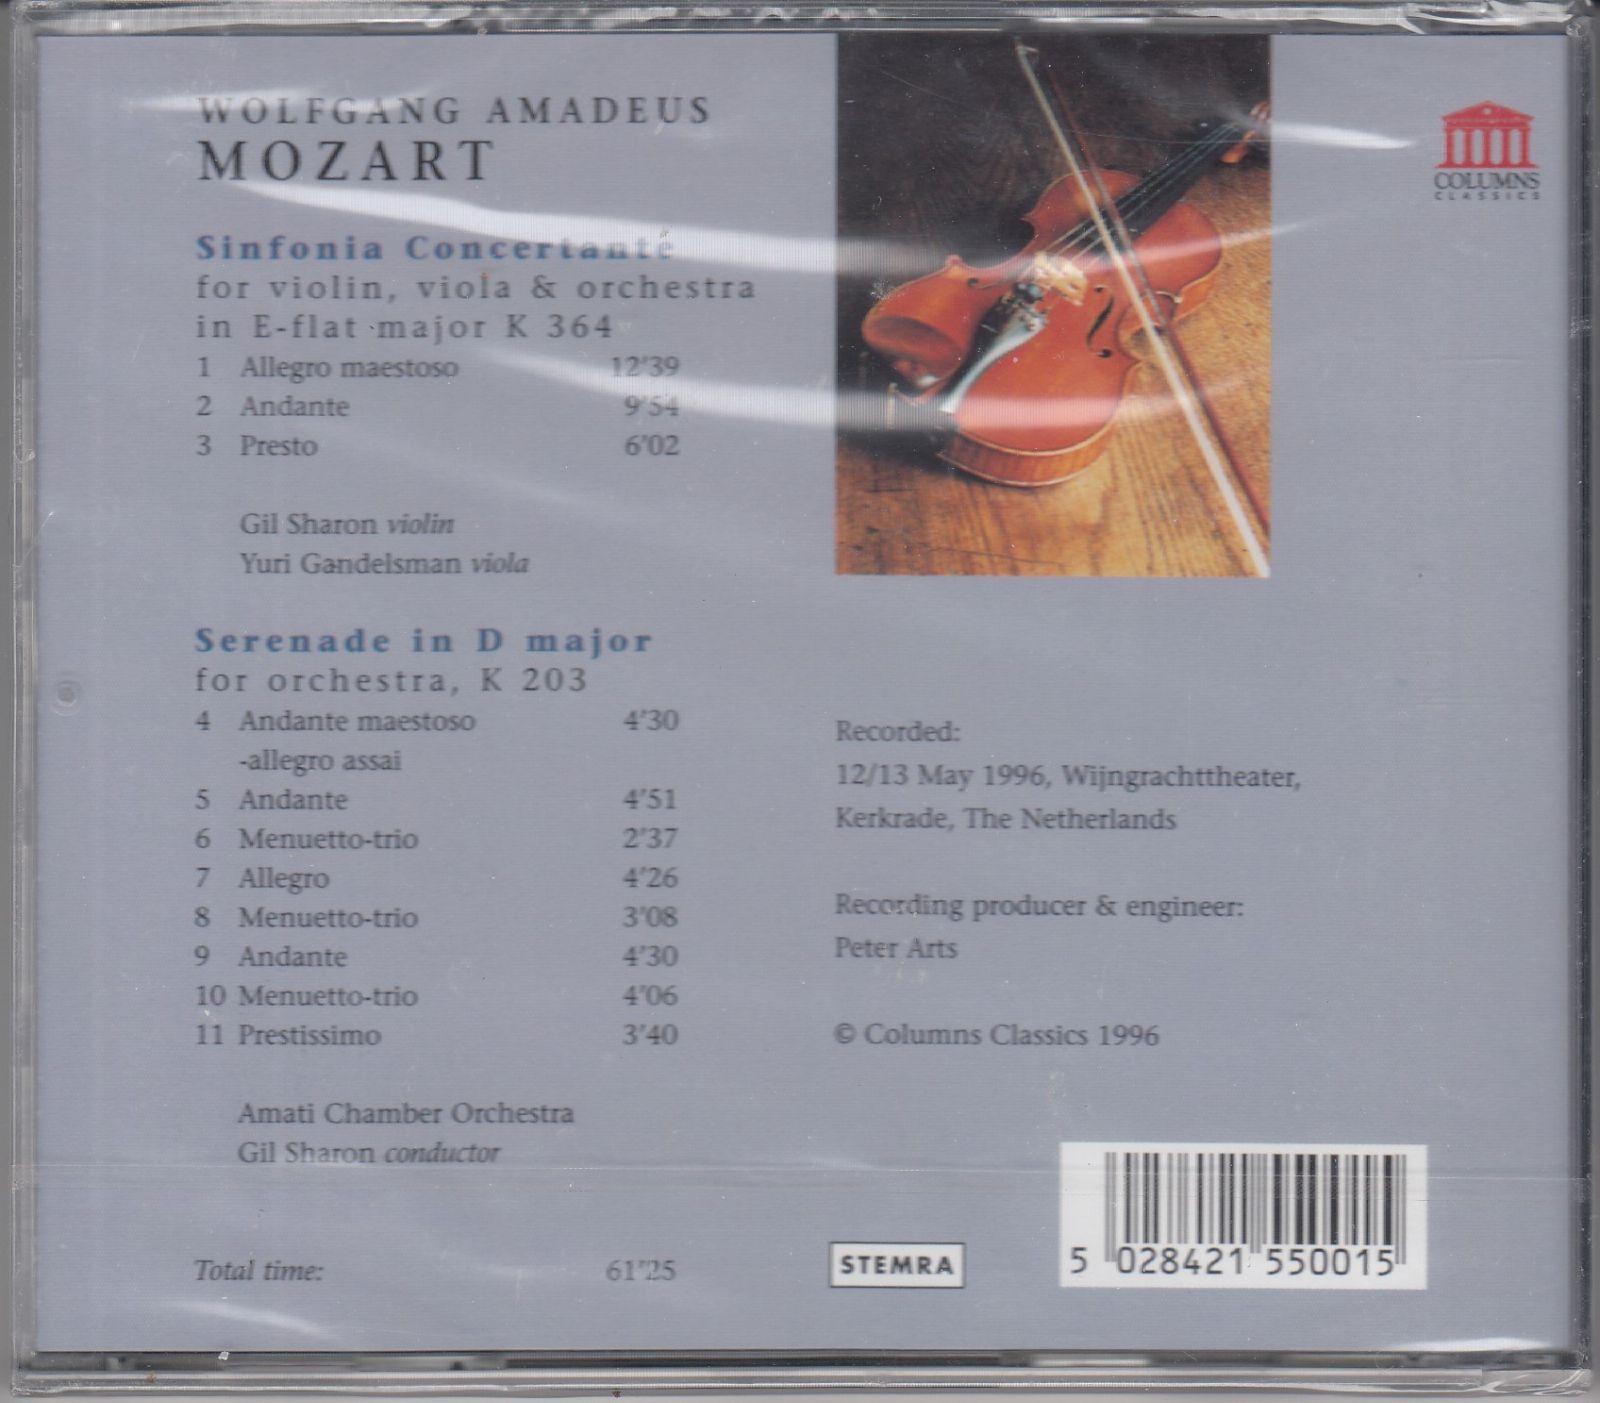 WOLFGANG AMADEUS
MOZART
Sinfonia Concertante
for violin, viola & orchestra
in E-flat major K 364
1 Allegro maestoso 12'39
2 Andante 9'54
3 Presto 6'02
Gil Sharon violin
Yuri Gandelsman viola
Serenade in D major
for orchestra, K 203
4 Andante maestoso 4'30
-allegro assai
5 Andante 4'51
6 Menuetto-trio 2'37
7 Allegro 4'26
8 Menuetto-trio 3'08
9 Andante 4'30
10 Menuetto-trio 4'06
11 Prestissimo 3'40
Amati Chamber Orchestra
Gil Sharon conductor
Total time: 61'25
COLUMNS
CLASSICS
Recorded:
12/13 May 1996, Wijngrachttheater,
Kerkrade, The Netherlands
Recording producer & engineer:
Peter Arts
© Columns Classics 1996
STEMRA
5 028421 550015